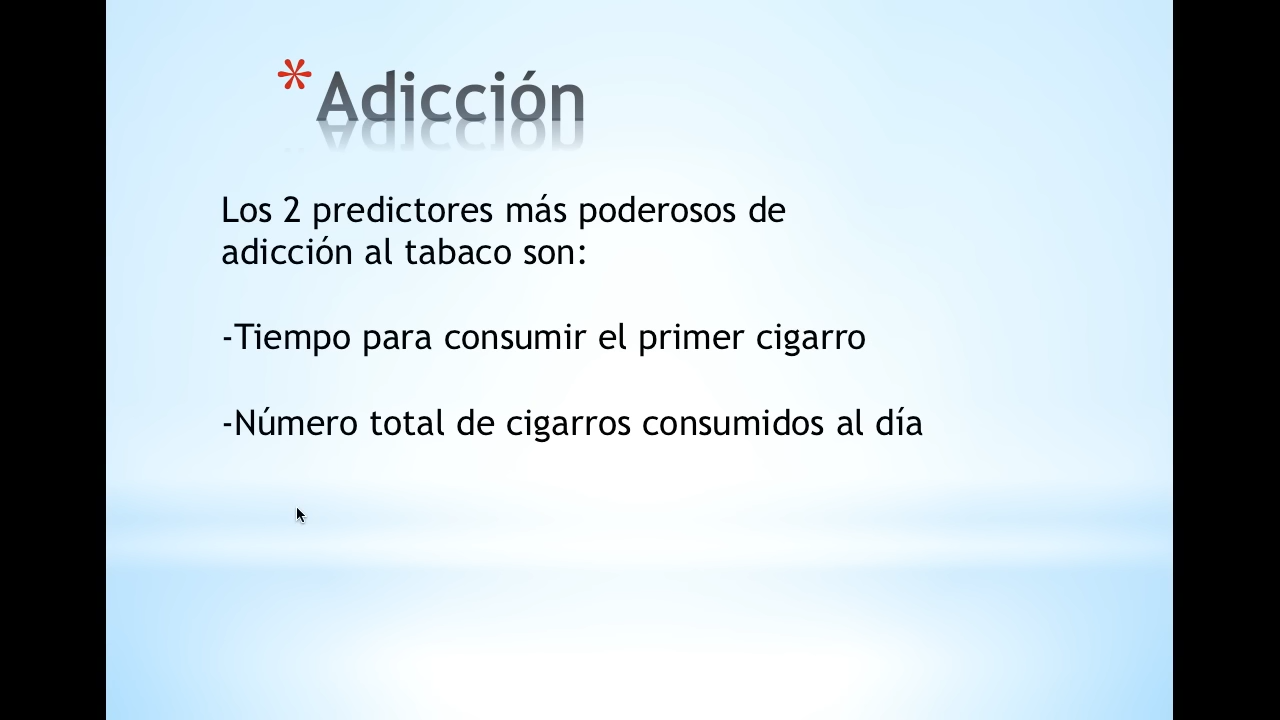 *Adicción
Los 2 predictores más poderosos de
adicción al tabaco son:
-Tiempo para consumir el primer cigarro
-Número total de cigarros consumidos al día